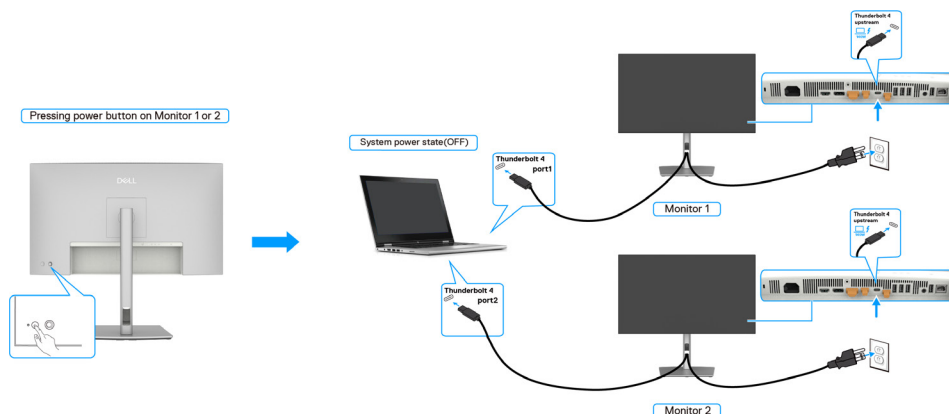 Pressing power button on Monitor 1 or 2
DELL
System power state(OFF)
Thunderbolt 4
port1
Thunderbolt 4
upstream
Monitor 1
Thunderbolt 4
port2
Thunderbolt 4
upstream
Monitor 2